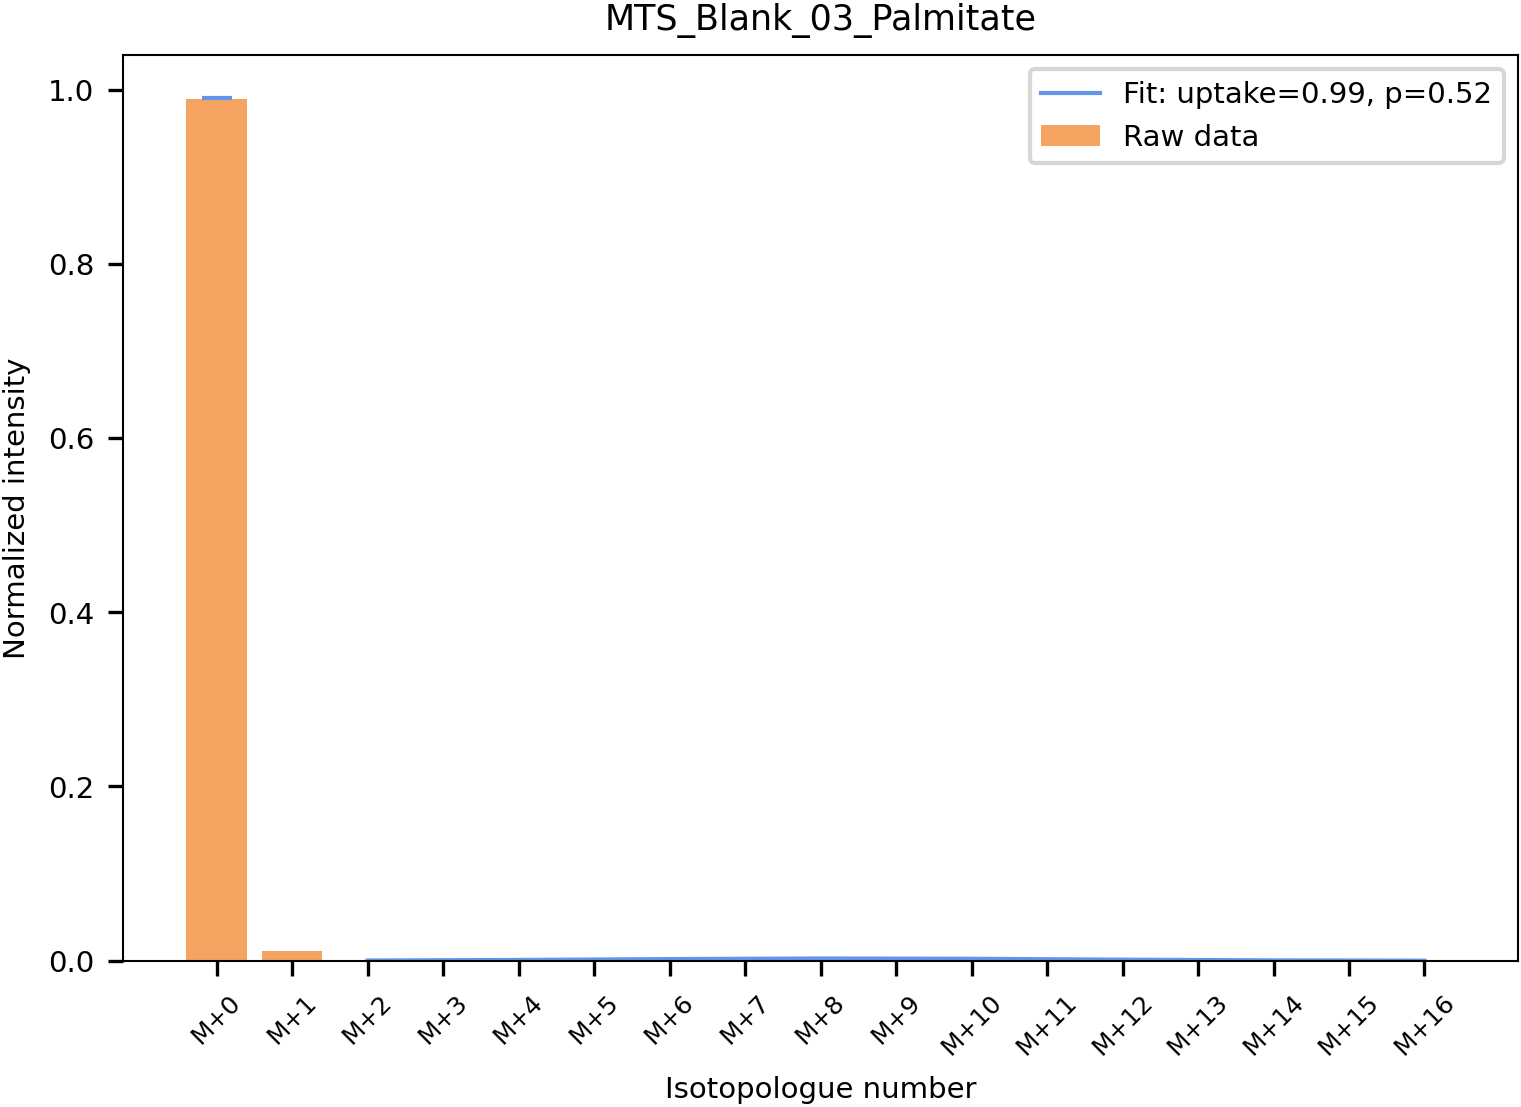 MTS_Blank_03_Palmitate
Fit: uptake=0.99, p=0.52
Raw data
Normalized intensity
1.0
0.8
0.6
0.4
0.2
0.0
M+0
M+1
M+2
M+3
M+4
M+5
M+6
M+7
M+8
M+9
M+10
M+11
M+12
M+13
M+14
M+15
M+16
Isotopologue number